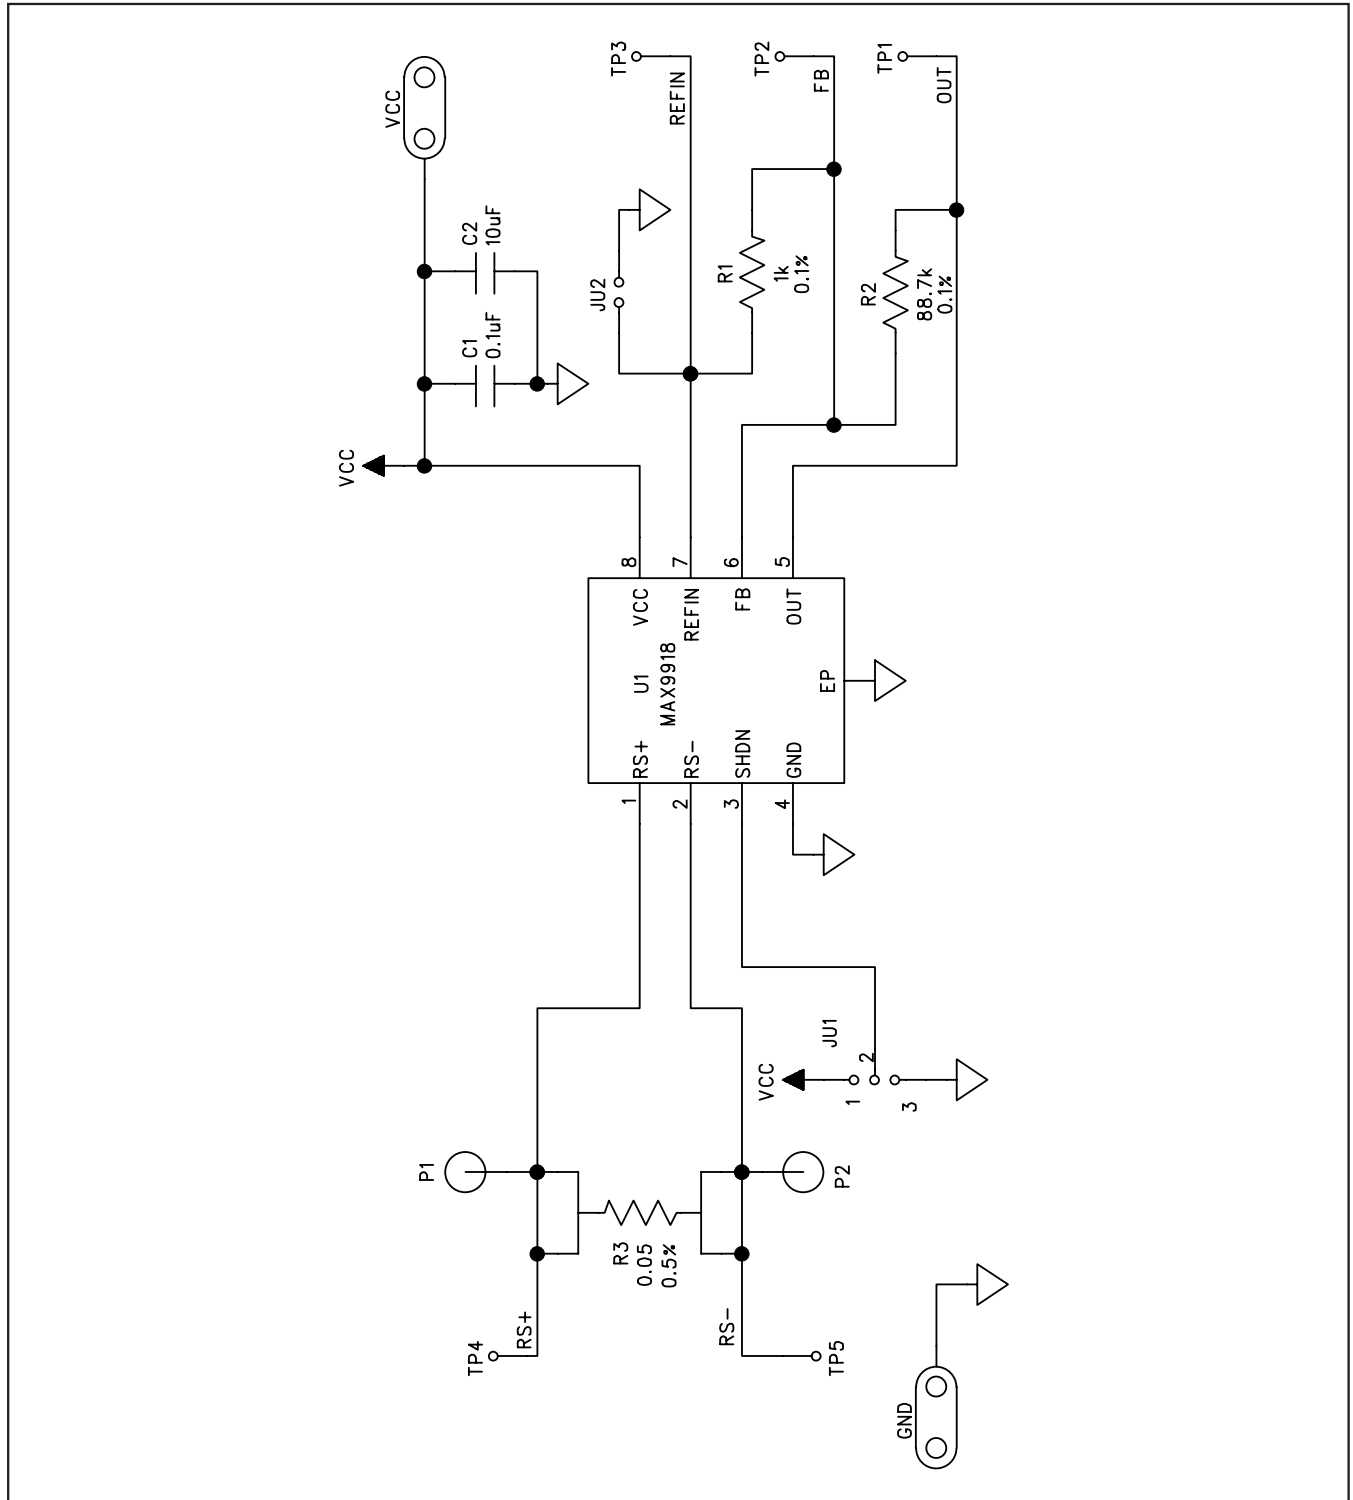 TP4
RS+
RS-
TP5
GND
P1
R3
0.05
0.5%
P2
VCC
JU1
1
2
3
1
2
3
4
RS+
RS-
SHDN
GND
U1
MAX9918
EP
VCC
REFIN
FB
OUT
8
7
6
5
VCC
C1
0.1uF
C2
10uF
VCC
JU2
R1
1k
0.1%
R2
88.7k
0.1%
TP3
REFIN
TP2
FB
TP1
OUT